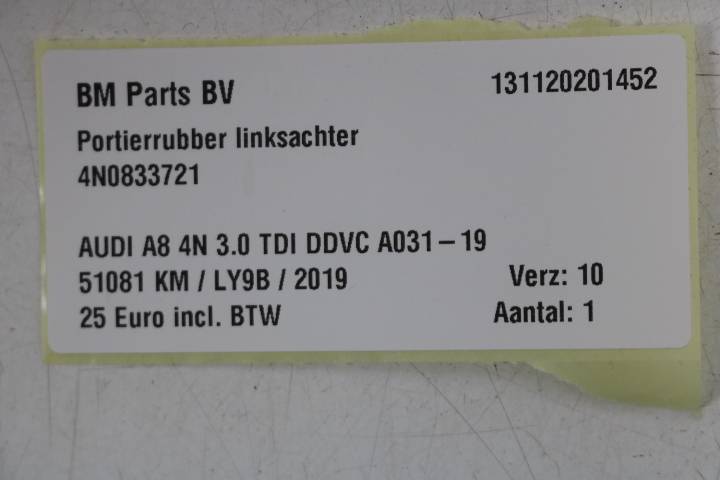 BM Parts BV 131120201452
Portierrubber linksachter
4N0833721
AUDI A8 4N 3.0 TDI DDVC A031-19
51081 KM / LY9B / 2019 Verz: 10
25 Euro incl. BTW Aantal: 1